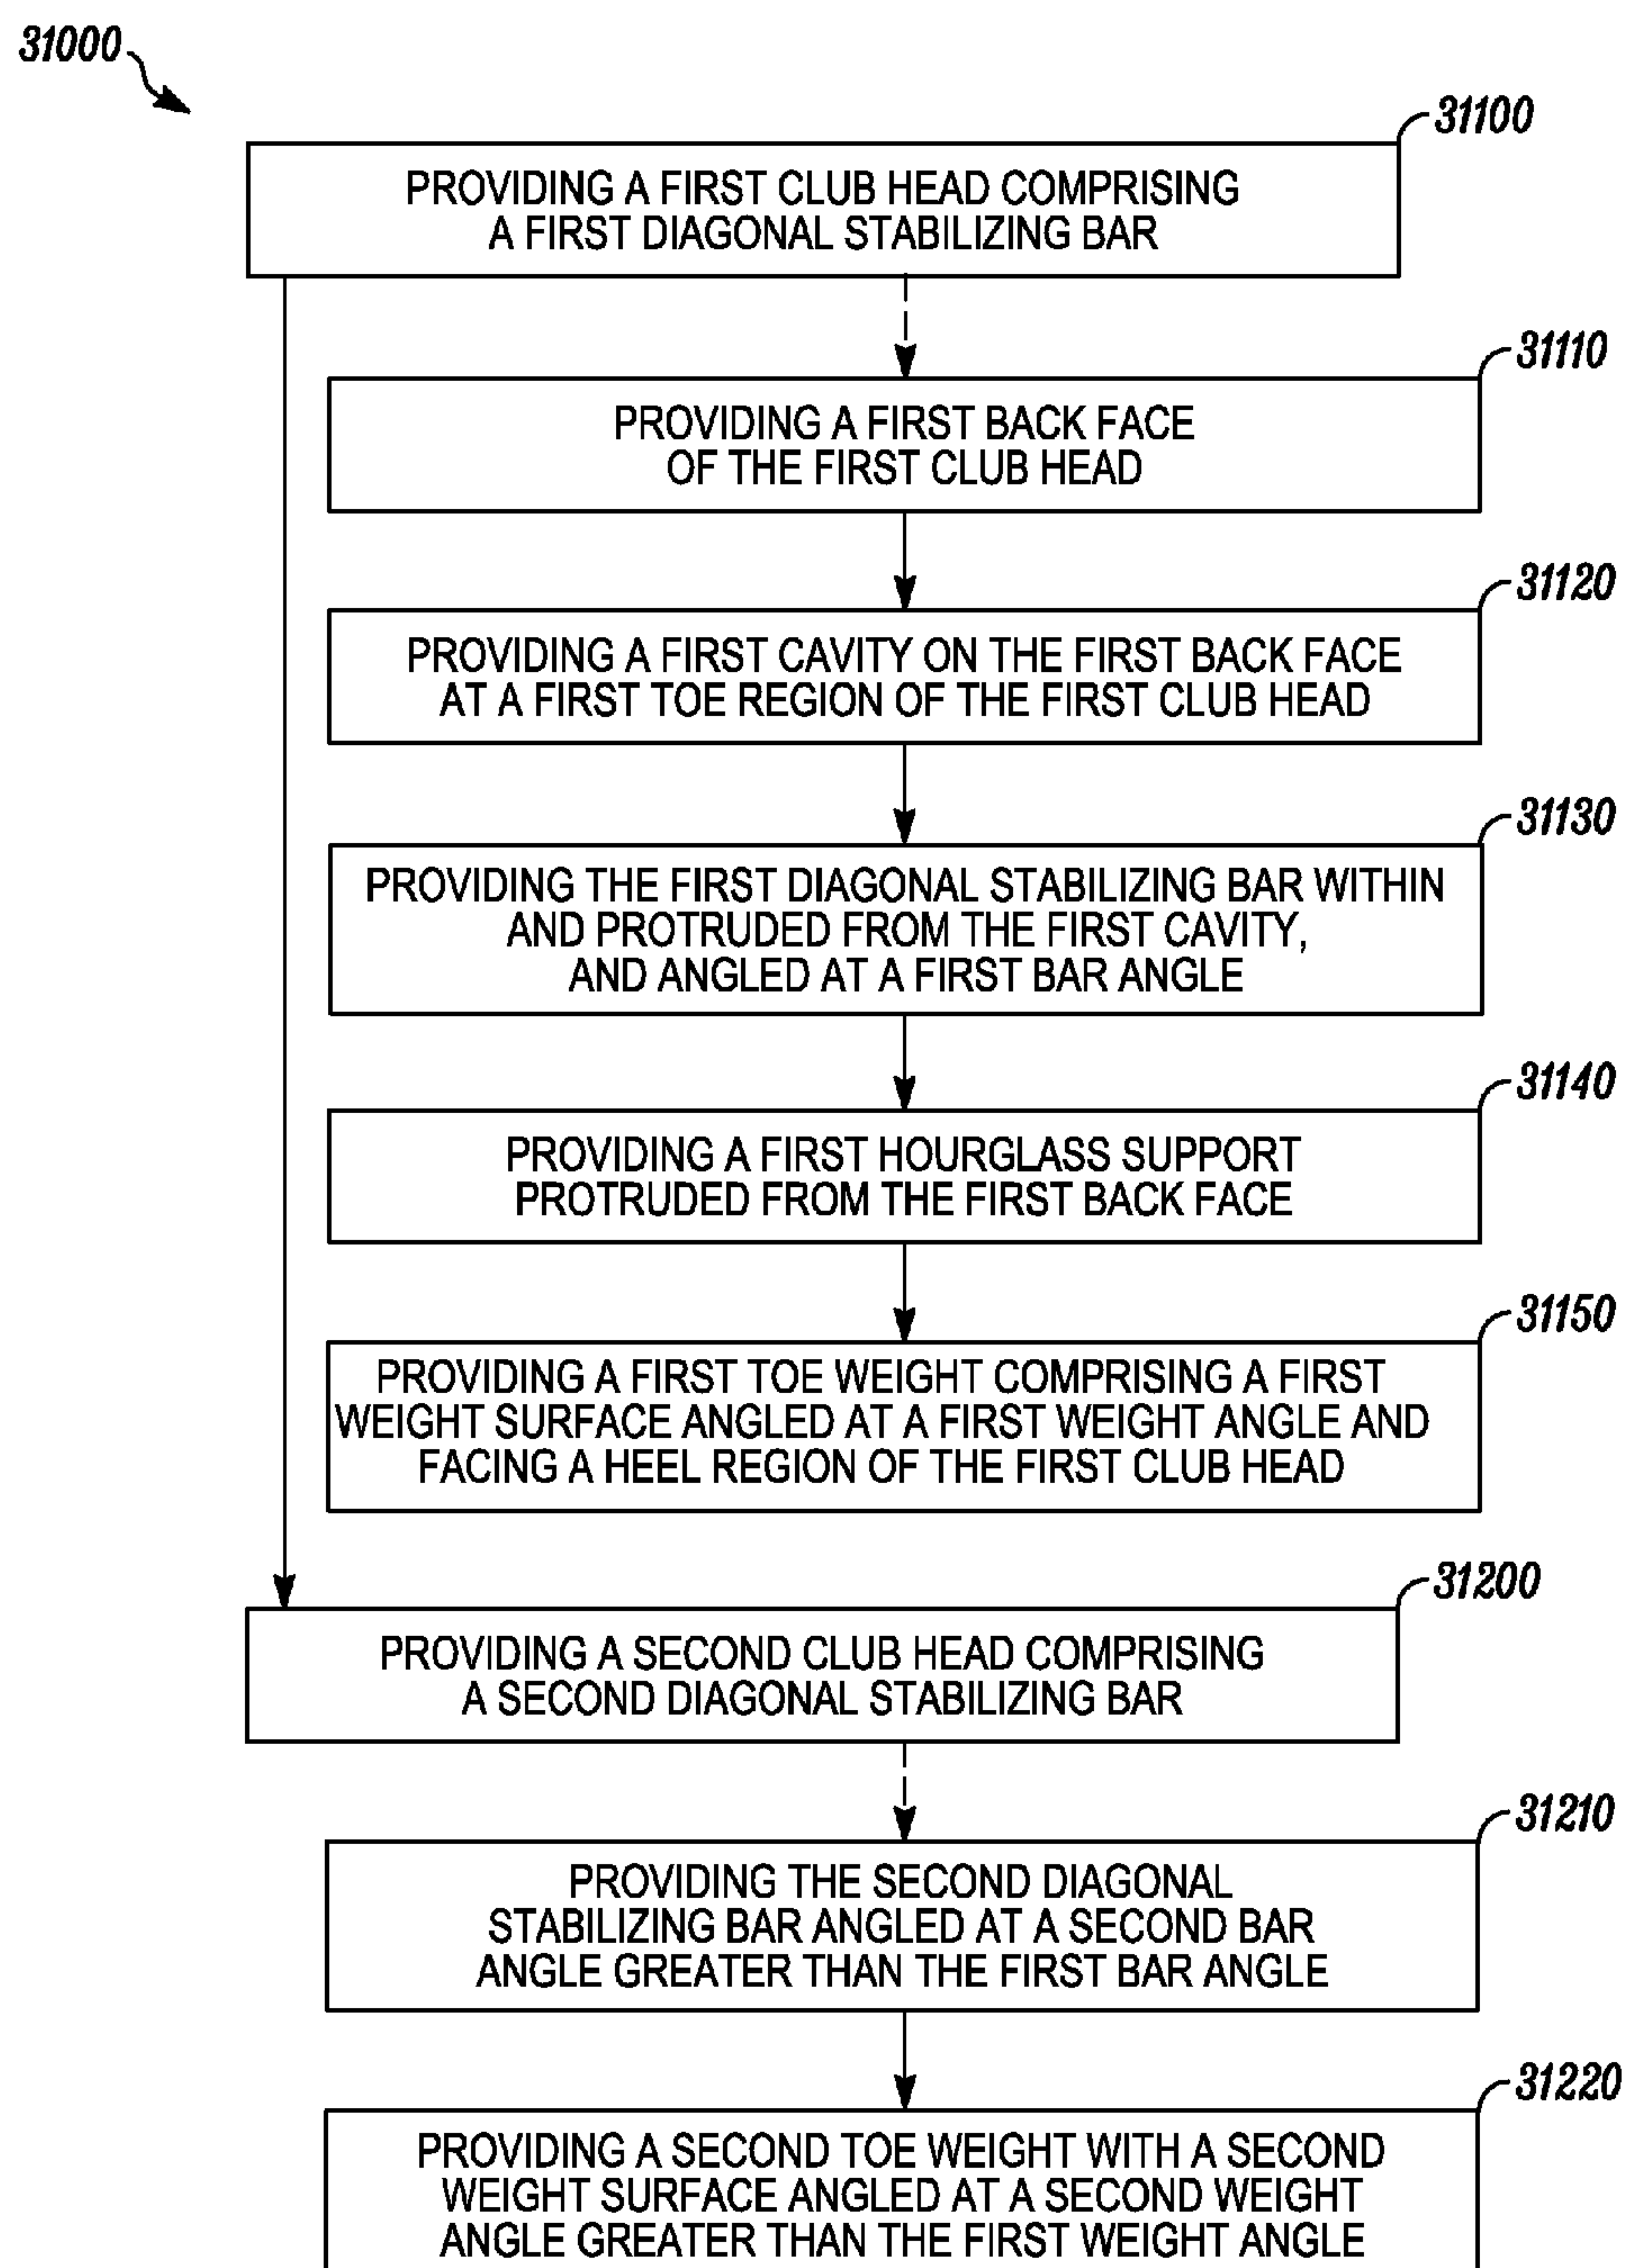 31000
31100
PROVIDING A FIRST CLUB HEAD COMPRISING
A FIRST DIAGONAL STABILIZING BAR
31110
PROVIDING A FIRST BACK FACE
OF THE FIRST CLUB HEAD
31120
PROVIDING A FIRST CAVITY ON THE FIRST BACK FACE
AT A FIRST TOE REGION OF THE FIRST CLUB HEAD
31130
PROVIDING THE FIRST DIAGONAL STABILIZING BAR WITHIN
AND PROTRUDED FROM THE FIRST CAVITY,
AND ANGLED AT A FIRST BAR ANGLE
31140
PROVIDING A FIRST HOURGLASS SUPPORT
PROTRUDED FROM THE FIRST BACK FACE
31150
PROVIDING A FIRST TOE WEIGHT COMPRISING A FIRST
WEIGHT SURFACE ANGLED AT A FIRST WEIGHT ANGLE AND
FACING A HEEL REGION OF THE FIRST CLUB HEAD
31200
PROVIDING A SECOND CLUB HEAD COMPRISING
A SECOND DIAGONAL STABILIZING BAR
31210
PROVIDING THE SECOND DIAGONAL
STABILIZING BAR ANGLED AT A SECOND BAR
ANGLE GREATER THAN THE FIRST BAR ANGLE
31220
PROVIDING A SECOND TOE WEIGHT WITH A SECOND
WEIGHT SURFACE ANGLED AT A SECOND WEIGHT
ANGLE GREATER THAN THE FIRST WEIGHT ANGLE